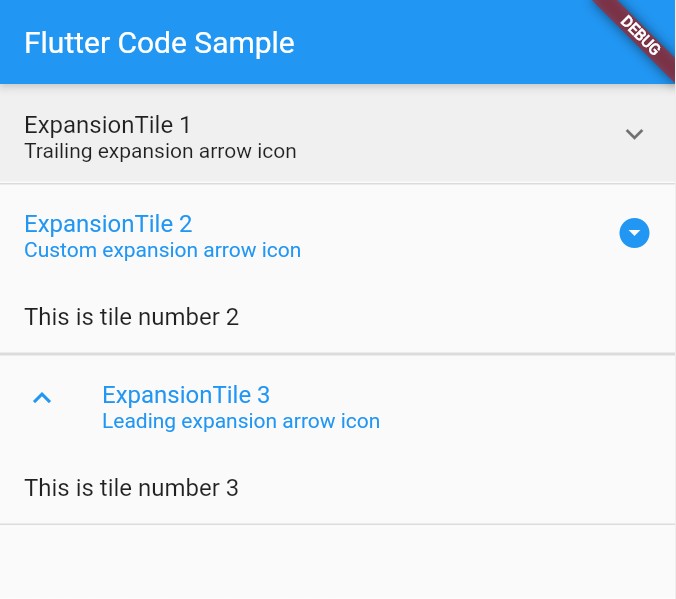 Flutter Code Sample
DEBUG
ExpansionTile 1
Trailing expansion arrow icon
ExpansionTile 2
Custom expansion arrow icon
This is tile number 2
ExpansionTile 3
Leading expansion arrow icon
This is tile number 3